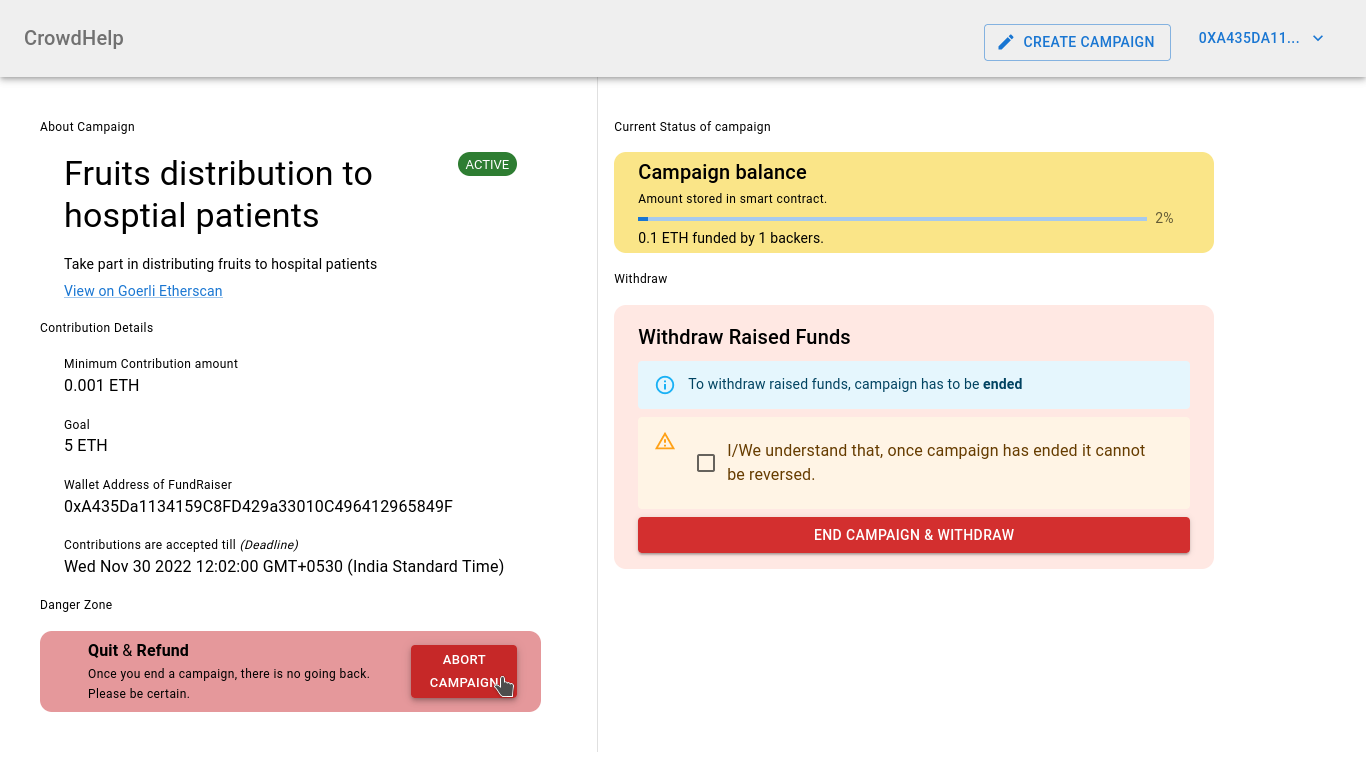 CrowdHelp
CREATE CAMPAIGN
0XA435DA11...
About Campaign
Fruits distribution to
hosptial patients
ACTIVE
Take part in distributing fruits to hospital patients
View on Goerli Etherscan
Contribution Details
Minimum Contribution amount
0.001 ETH
Goal
5 ETH
Wallet Address of FundRaiser
0xA435Da1134159C8FD429a33010C496412965849F
Contributions are accepted till (Deadline)
Wed Nov 30 2022 12:02:00 GMT+0530 (India Standard Time)
Danger Zone
Quit & Refund
Once you end a campaign, there is no going back.
Please be certain.
ABORT
CAMPAIGN
Current Status of campaign
Campaign balance
Amount stored in smart contract.
2%
0.1 ETH funded by 1 backers.
Withdraw
Withdraw Raised Funds
To withdraw raised funds, campaign has to be ended
I/We understand that, once campaign has ended it cannot
be reversed.
END CAMPAIGN & WITHDRAW